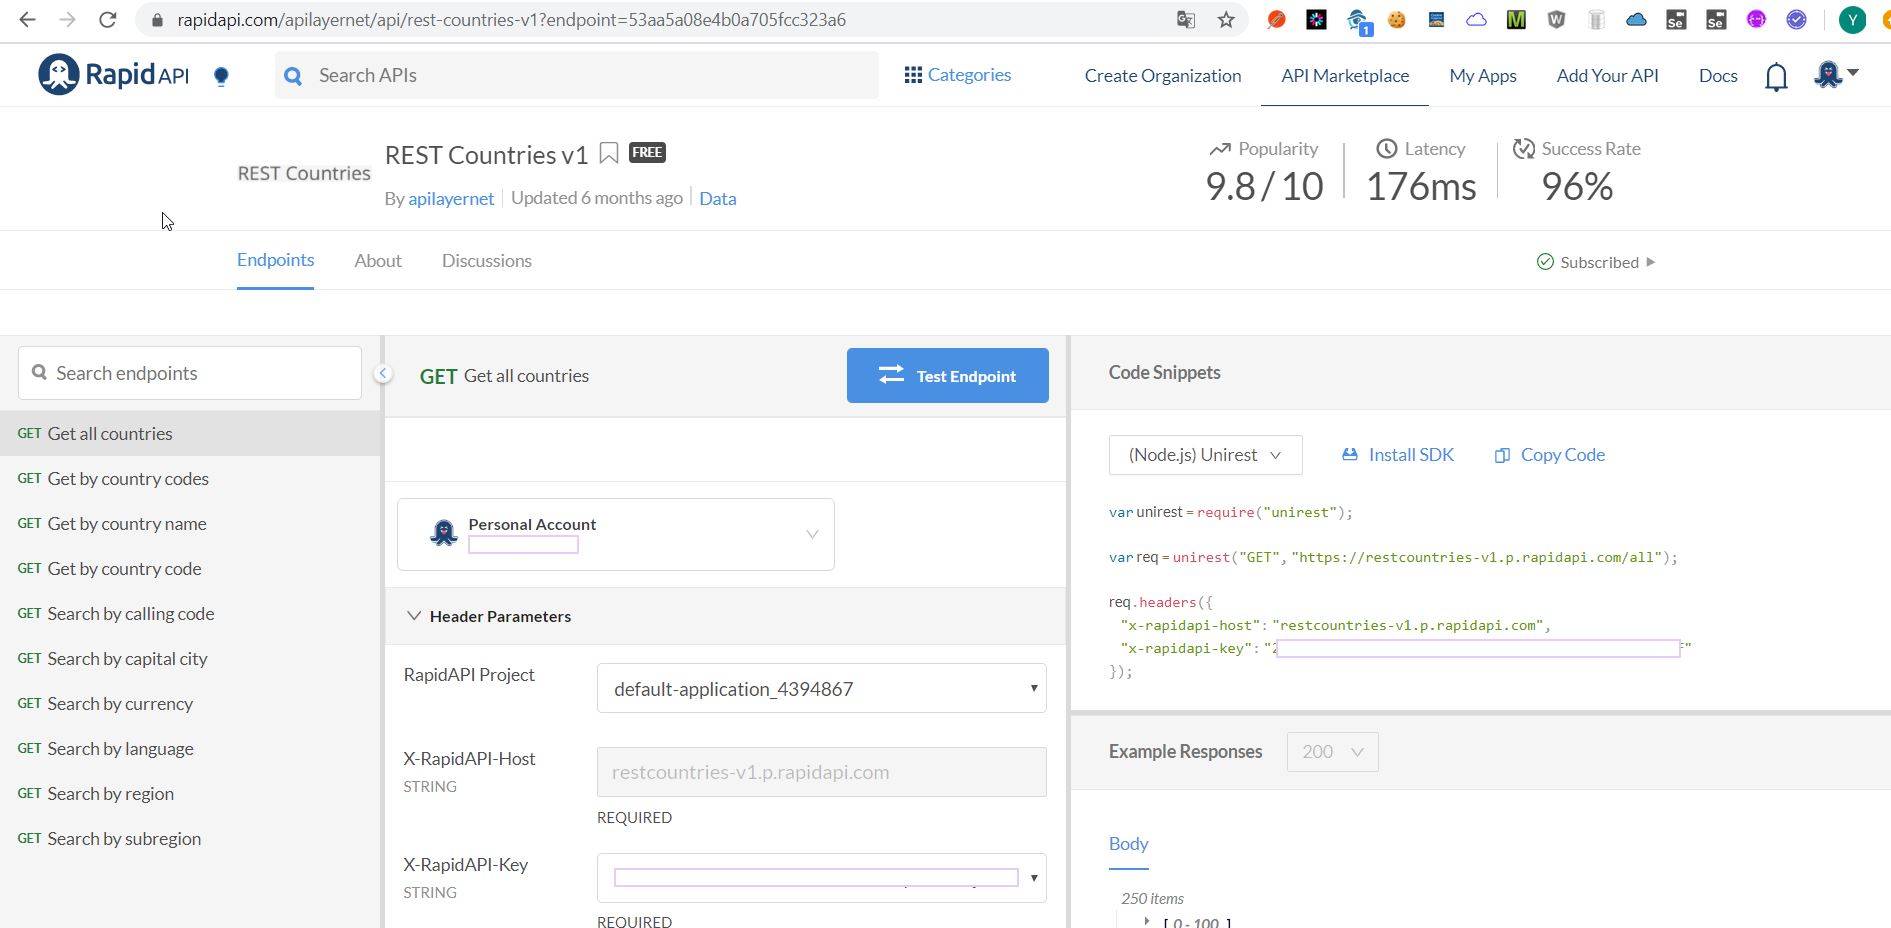 rapidapi.com/apilayernet/api/rest-countries-v1?endpoint=53aa5a08e4b0a705fcc323a6
1
M
W
Se
Se
Y
Rapid API
Search APIs
Categories
Create Organization
API Marketplace
My Apps
Add Your API
Docs
REST Countries
REST Countries v1
FREE
By apilayernet
Updated 6 months ago
Data
Popularity
9.8 / 10
Latency
176ms
Success Rate
96%
Endpoints
About
Discussions
Subscribed
Search endpoints
GET Get all countries
GET Get by country codes
GET Get by country name
GET Get by country code
GET Search by calling code
GET Search by capital city
GET Search by currency
GET Search by language
GET Search by region
GET Search by subregion
GET Get all countries
Test Endpoint
Personal Account
Header Parameters
RapidAPI Project
default-application_4394867
X-RapidAPI-Host
STRING
restcountries-v1.p.rapidapi.com
REQUIRED
X-RapidAPI-Key
STRING
REQUIRED
Code Snippets
(Node.js) Unirest
Install SDK
Copy Code
var unirest = require("unirest");
var req = unirest("GET", "https://restcountries-v1.p.rapidapi.com/all");
req.headers({
"x-rapidapi-host": "restcountries-v1.p.rapidapi.com",
"x-rapidapi-key": "
"
});
Example Responses
200
Body
250 items
[ 0 - 100 ]